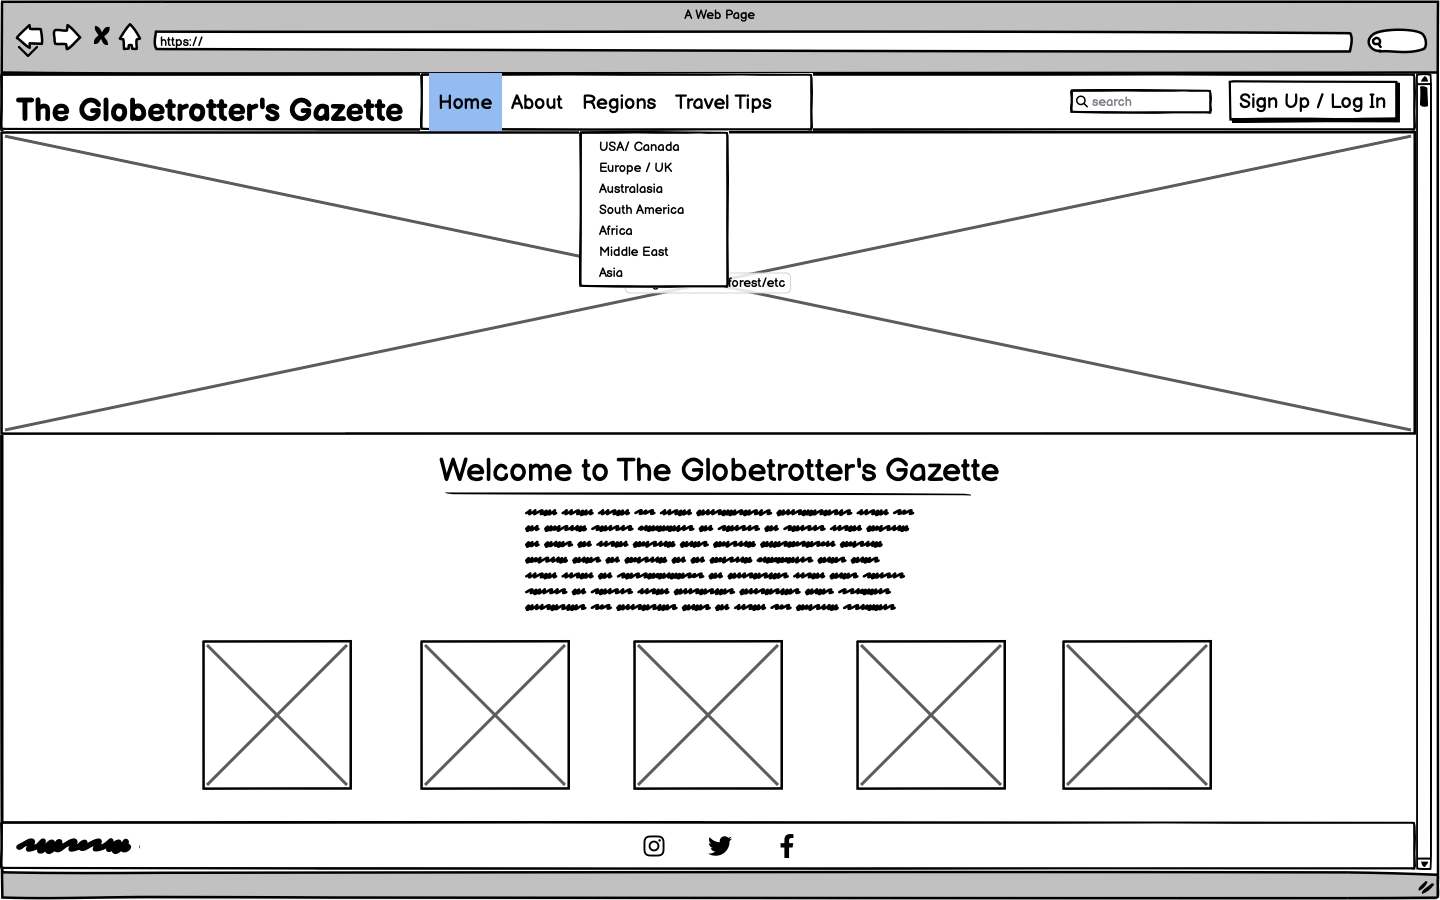 A Web Page
https://
The Globetrotter's Gazette
Home About Regions Travel Tips
search
Sign Up / Log In
USA/ Canada
Europe / UK
Australasia
South America
Africa
Middle East
Asia
forest/etc
Welcome to The Globetrotter's Gazette